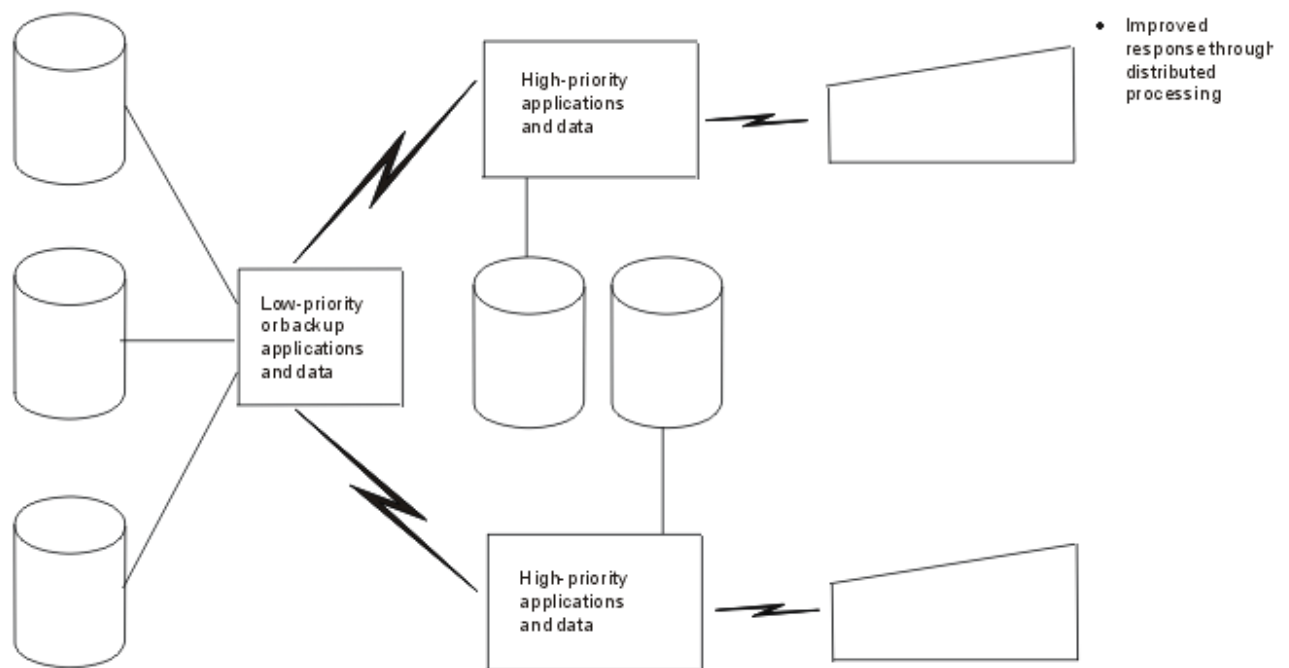 • Improved
response through
distributed
processing
High-priority
applications
and data
Low-priority
or backup
applications
and data
High-priority
applications
and data